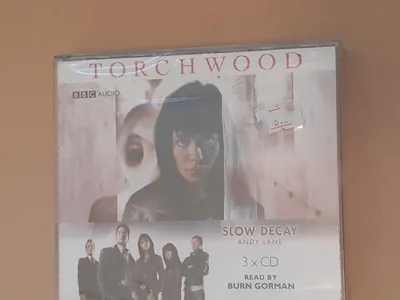 TORCHWOOD
BBC AUDIO
SLOW DECAY
ANDY LANE
3 x CD
READ BY
BURN GORMAN